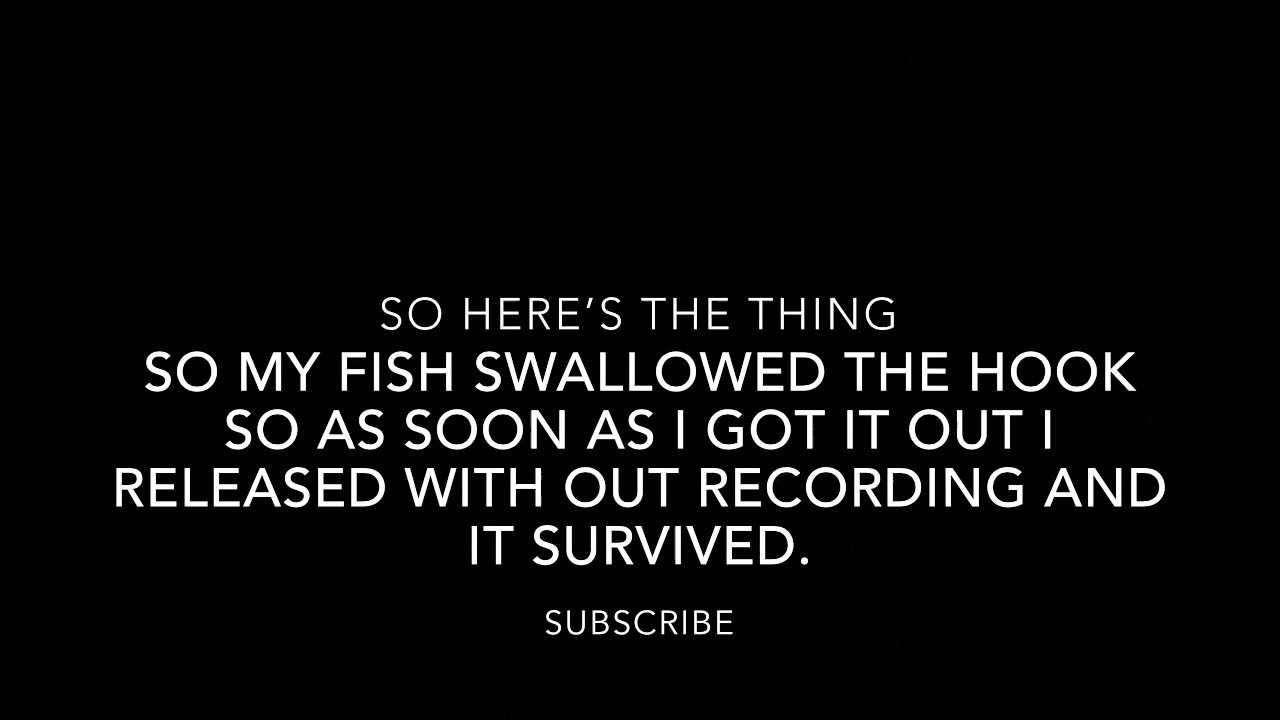 SO HERE’S THE THING
SO MY FISH SWALLOWED THE HOOK
SO AS SOON AS I GOT IT OUT I
RELEASED WITH OUT RECORDING AND
IT SURVIVED.
SUBSCRIBE